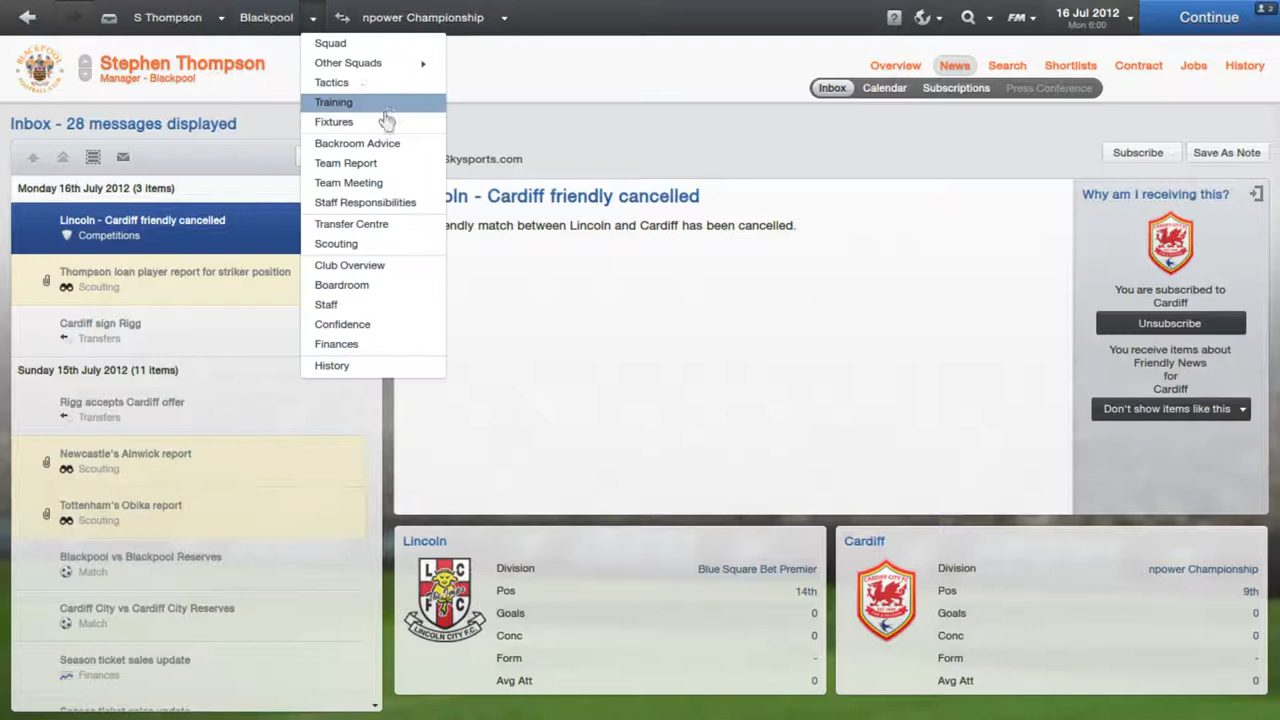 S Thompson
Blackpool
npower Championship
FM
16 Jul 2012
Mon 6:00
Continue
2
Stephen Thompson
Manager - Blackpool
Overview
News
Search
Shortlists
Contract
Jobs
History
Inbox
Calendar
Subscriptions
Press Conference
Squad
Other Squads
Tactics
Training
Fixtures
Backroom Advice
Team Report
Team Meeting
Staff Responsibilities
Transfer Centre
Scouting
Club Overview
Boardroom
Staff
Confidence
Finances
History
Inbox - 28 messages displayed
Monday 16th July 2012 (3 items)
Lincoln - Cardiff friendly cancelled
Competitions
Thompson loan player report for striker position
Scouting
Cardiff sign Rigg
Transfers
Sunday 15th July 2012 (11 items)
Rigg accepts Cardiff offer
Transfers
Newcastle's Alnwick report
Scouting
Tottenham's Obika report
Scouting
Blackpool vs Blackpool Reserves
Match
Cardiff City vs Cardiff City Reserves
Match
Season ticket sales update
Finances
Skysports.com
Subscribe
Save As Note
oln - Cardiff friendly cancelled
endly match between Lincoln and Cardiff has been cancelled.
Why am I receiving this?
You are subscribed to
Cardiff
Unsubscribe
You receive items about
Friendly News
for
Cardiff
Don't show items like this
Lincoln
Division Blue Square Bet Premier
Pos 14th
Goals 0
Conc 0
Form -
Avg Att 0
Cardiff
Division npower Championship
Pos 9th
Goals 0
Conc 0
Form -
Avg Att 0